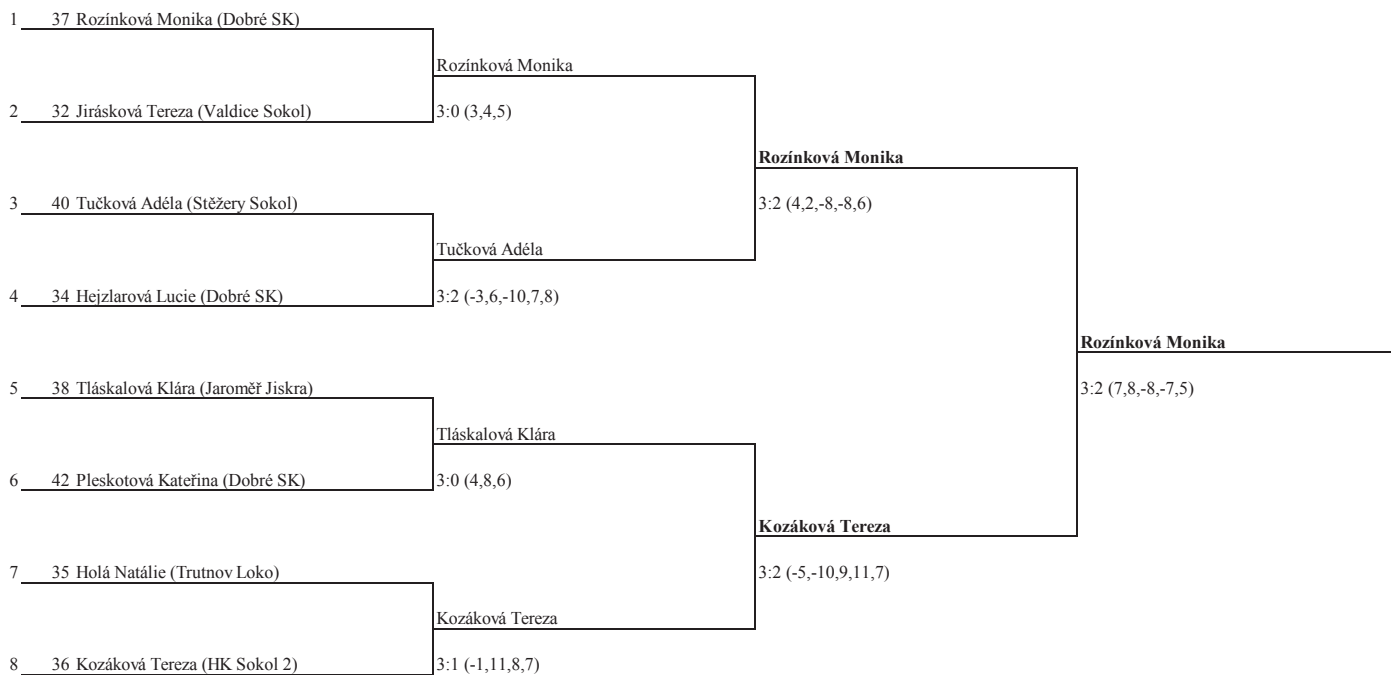 1 37 Rozínková Monika (Dobré SK)
Rozínková Monika
2 32 Jirásková Tereza (Valdice Sokol) 3:0 (3,4,5)
Rozínková Monika
3 40 Tučková Adéla (Stěžery Sokol) 3:2 (4,2,-8,-8,6)
Tučková Adéla
4 34 Hejzlarová Lucie (Dobré SK) 3:2 (-3,6,-10,7,8)
Rozínková Monika
5 38 Tláskalová Klára (Jaroměř Jiskra) 3:2 (7,8,-8,-7,5)
Tláskalová Klára
6 42 Pleskotová Kateřina (Dobré SK) 3:0 (4,8,6)
Kozáková Tereza
7 35 Holá Natálie (Trutnov Loko) 3:2 (-5,-10,9,11,7)
Kozáková Tereza
8 36 Kozáková Tereza (HK Sokol 2) 3:1 (-1,11,8,7)